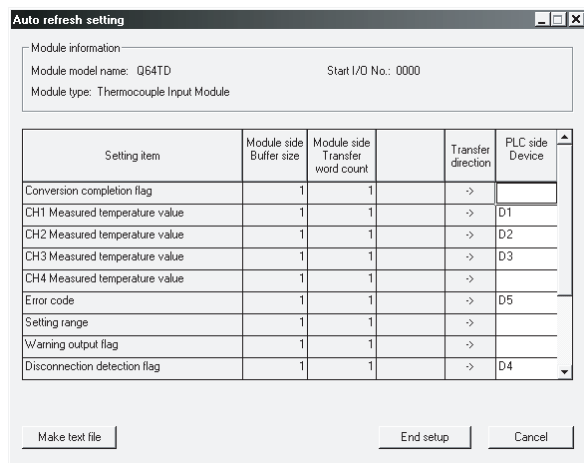 Auto refresh setting
Module information
Module model name: Q64TD Start I/O No.: 0000
Module type: Thermocouple Input Module
Setting item Module side Buffer size Module side Transfer word count Transfer direction PLC side Device
Conversion completion flag 1 1 ->
CH1 Measured temperature value 1 1 -> D1
CH2 Measured temperature value 1 1 -> D2
CH3 Measured temperature value 1 1 -> D3
CH4 Measured temperature value 1 1 ->
Error code 1 1 -> D5
Setting range 1 1 ->
Warning output flag 1 1 ->
Disconnection detection flag 1 1 -> D4
Make text file End setup Cancel